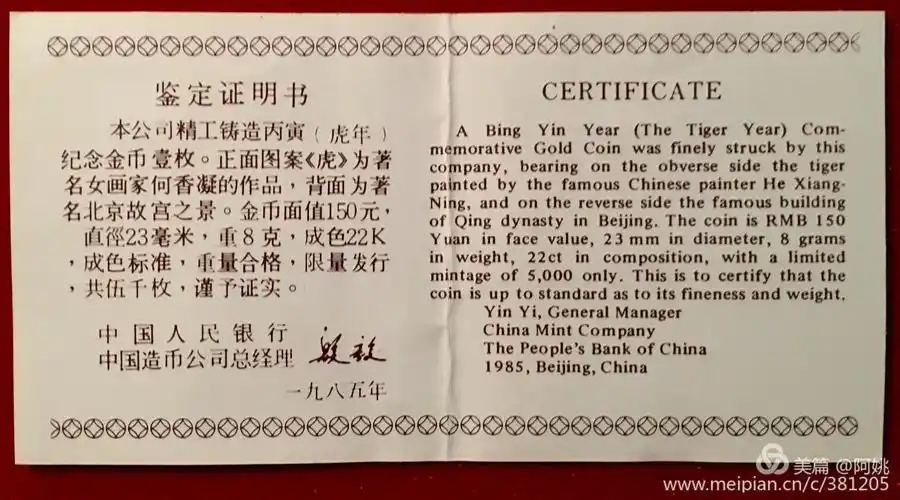 鉴定证明书
本公司精工铸造丙寅（虎年）
纪念金币壹枚。正面图案《虎》为著
名女画家何香凝的作品，背面为著
名北京故宫之景。金币面值150元，
直徑23毫米，重8克，成色22K
，成色标准，重量合格，限量发行
，共伍千枚，谨予证实。
中国人民银行
中国造币公司总经理 殷毅
一九八五年
CERTIFICATE
A Bing Yin Year (The Tiger Year) Com-
memorative Gold Coin was finely struck by this
company, bearing on the obverse side the tiger
painted by the famous Chinese painter He Xiang-
Ning, and on the reverse side the famous building
of Qing dynasty in Beijing. The coin is RMB 150
Yuan in face value, 23 mm in diameter, 8 grams
in weight, 22ct in composition, with a limited
mintage of 5,000 only. This is to certify that the
coin is up to standard as to its fineness and weight.
Yin Yi, General Manager
China Mint Company
The People's Bank of China
1985, Beijing, China
美篇 @阿姚
www.meipian.cn/c/381205